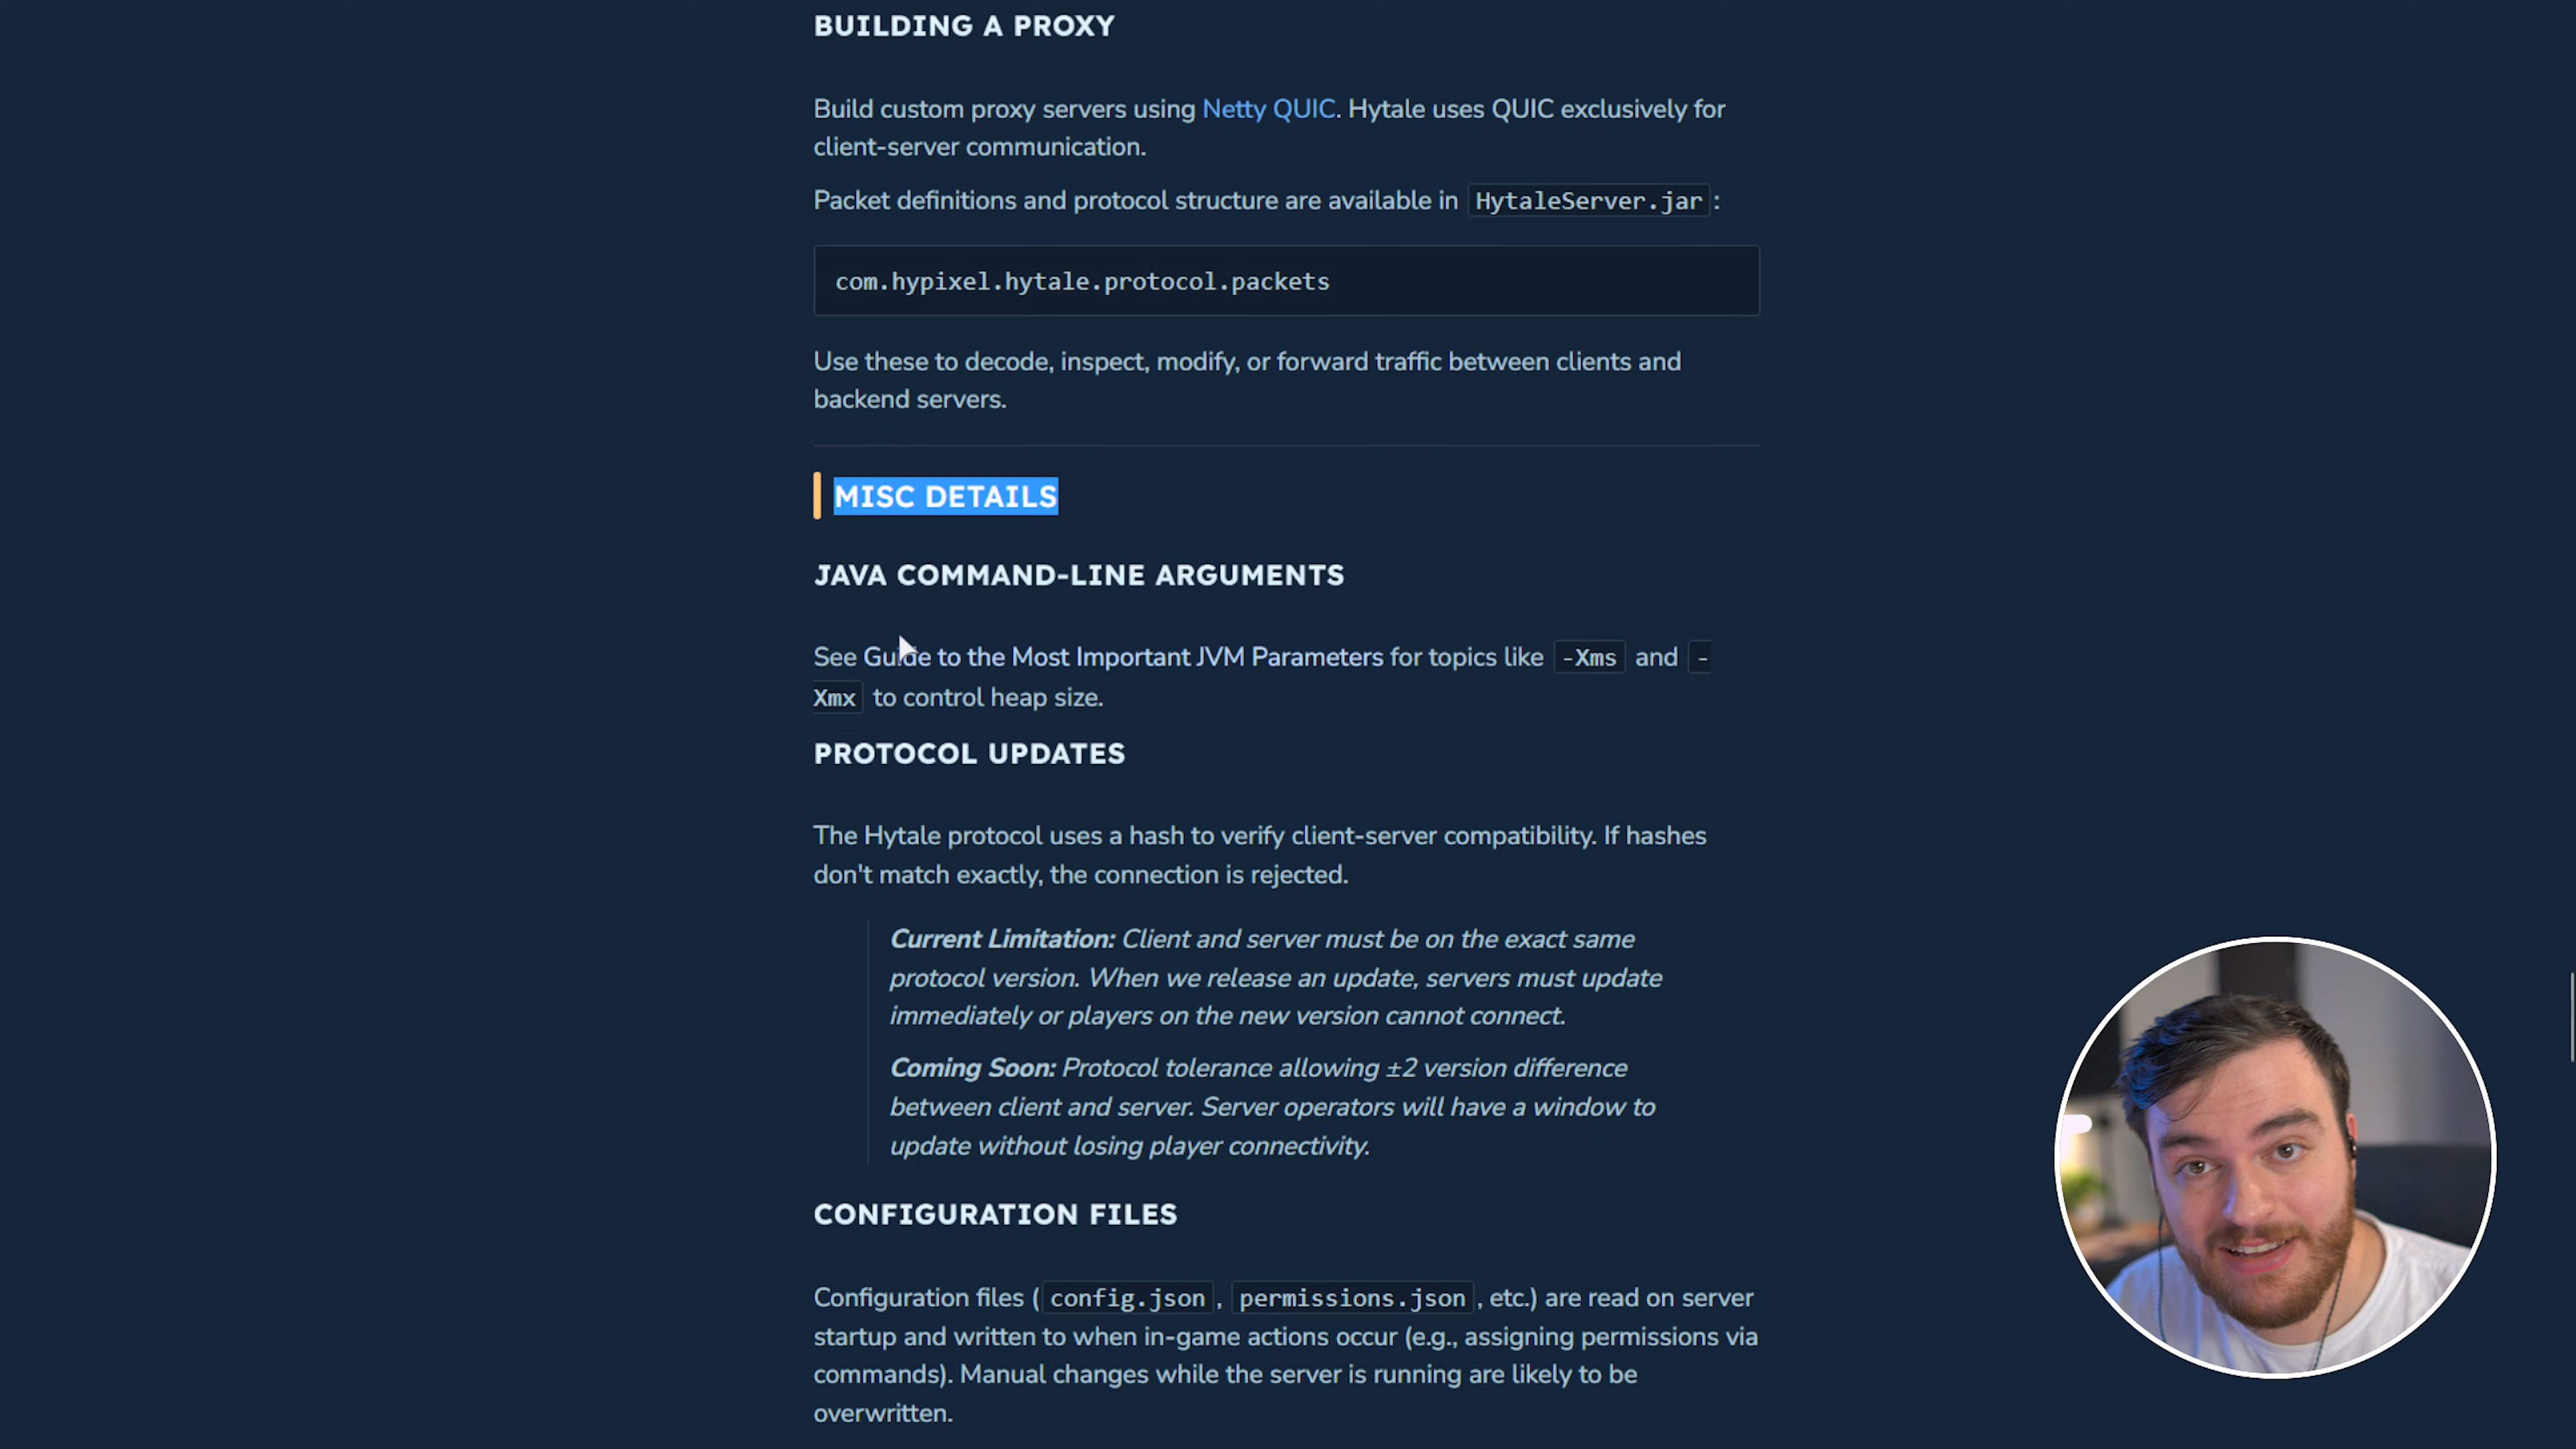 BUILDING A PROXY
Build custom proxy servers using Netty QUIC. Hytale uses QUIC exclusively for
client-server communication.
Packet definitions and protocol structure are available in HytaleServer.jar :
com.hypixel.hytale.protocol.packets
Use these to decode, inspect, modify, or forward traffic between clients and
backend servers.
MISC DETAILS
JAVA COMMAND-LINE ARGUMENTS
See Guide to the Most Important JVM Parameters for topics like -Xms and -
Xmx to control heap size.
PROTOCOL UPDATES
The Hytale protocol uses a hash to verify client-server compatibility. If hashes
don't match exactly, the connection is rejected.
Current Limitation: Client and server must be on the exact same
protocol version. When we release an update, servers must update
immediately or players on the new version cannot connect.
Coming Soon: Protocol tolerance allowing ±2 version difference
between client and server. Server operators will have a window to
update without losing player connectivity.
CONFIGURATION FILES
Configuration files ( config.json , permissions.json , etc.) are read on server
startup and written to when in-game actions occur (e.g., assigning permissions via
commands). Manual changes while the server is running are likely to be
overwritten.